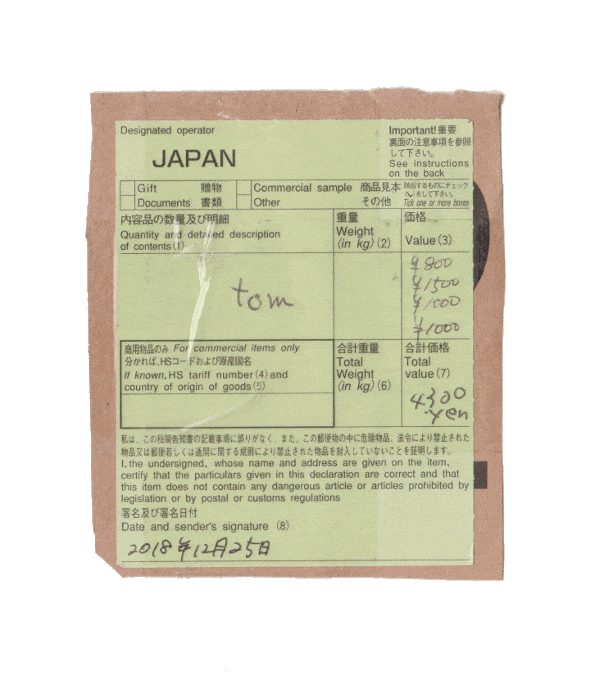 Designated operator
JAPAN
Important! 重要
裏面の注意事項を参照
して下さい。
See instructions
on the back
Gift 贈物
Commercial sample 商品見本
該当するものにチェック
(✓)をして下さい。
Documents 書類
Other その他
Tick one or more boxes
内容品の数量及び明細
Quantity and detailed description
of contents(1)
重量
Weight
(in kg) (2)
価格
Value (3)
tom
¥800
¥1500
¥1000
¥1000
商用物品のみ For commercial items only
分かれば、HSコードおよび原産国名
If known, HS tariff number (4) and
country of origin of goods (5)
合計重量
Total
Weight
(in kg) (6)
合計価格
Total
value (7)
4300
yen
私は、この税関告知書の記載事項に誤りがなく、また、この郵便物の中に危険物品、法令により禁止された
物品又は郵便若しくは通関に関する規則により禁止された物品を封入していないことを証明します。
I, the undersigned, whose name and address are given on the item,
certify that the particulars given in this declaration are correct and that
this item does not contain any dangerous article or articles prohibited by
legislation or by postal or customs regulations
署名及び署名日付
Date and sender's signature (8)
2018年12月25日